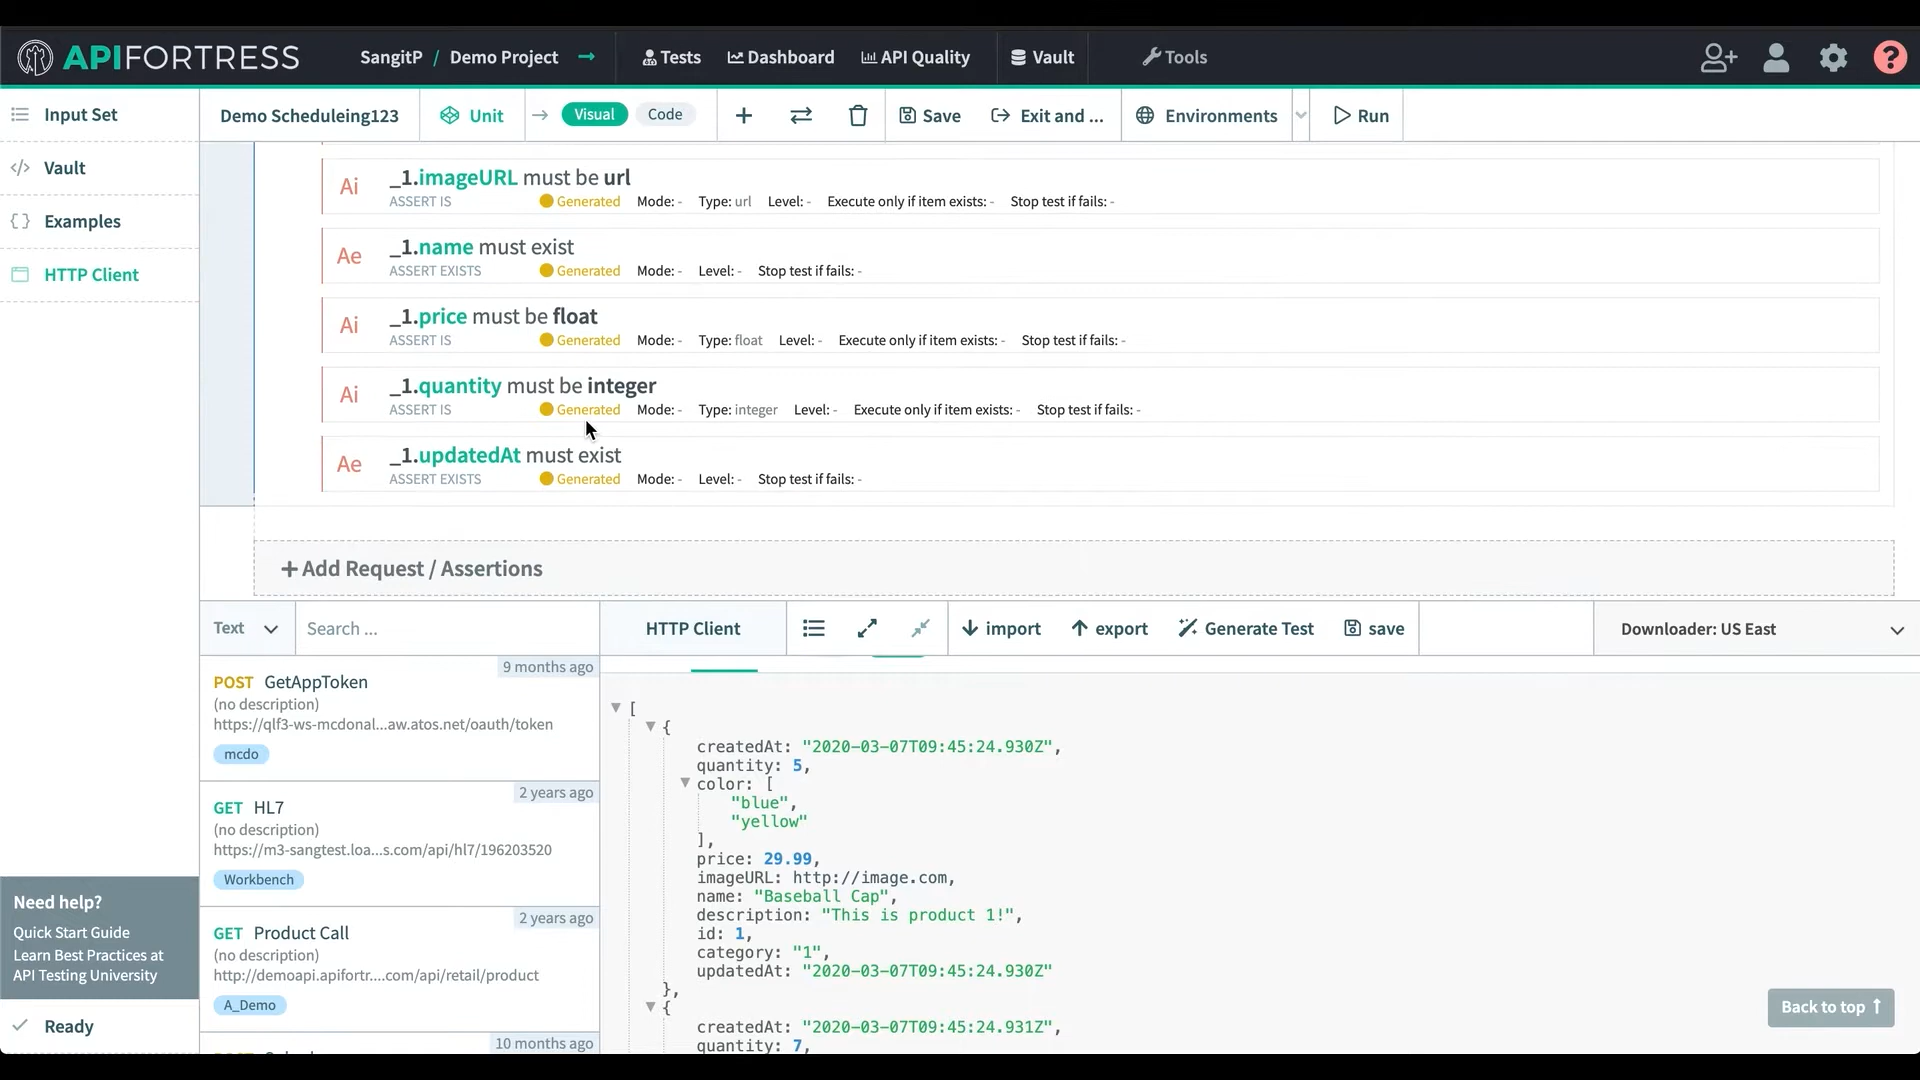 APIFORTRESS
SangitP / Demo Project
Tests
Dashboard
API Quality
Vault
Tools
?
Input Set
Vault
Examples
HTTP Client
Demo Scheduleing123
Unit
Visual
Code
Save
Exit and ...
Environments
Run
Ai
_1.imageURL must be url
ASSERT IS Generated Mode: - Type: url Level: - Execute only if item exists: - Stop test if fails: -
Ae
_1.name must exist
ASSERT EXISTS Generated Mode: - Level: - Stop test if fails: -
Ai
_1.price must be float
ASSERT IS Generated Mode: - Type: float Level: - Execute only if item exists: - Stop test if fails: -
Ai
_1.quantity must be integer
ASSERT IS Generated Mode: - Type: integer Level: - Execute only if item exists: - Stop test if fails: -
Ae
_1.updatedAt must exist
ASSERT EXISTS Generated Mode: - Level: - Stop test if fails: -
+ Add Request / Assertions
Text
Search ...
HTTP Client
import
export
Generate Test
save
Downloader: US East
9 months ago
POST GetAppToken
(no description)
https://qlf3-ws-mcdonal...aw.atos.net/oauth/token
mcdo
2 years ago
GET HL7
(no description)
https://m3-sangtest.loa...s.com/api/hl7/196203520
Workbench
2 years ago
GET Product Call
(no description)
http://demoapi.apifortr....com/api/retail/product
A_Demo
10 months ago
[
{
createdAt: "2020-03-07T09:45:24.930Z",
quantity: 5,
color: [
"blue",
"yellow"
],
price: 29.99,
imageURL: http://image.com,
name: "Baseball Cap",
description: "This is product 1!",
id: 1,
category: "1",
updatedAt: "2020-03-07T09:45:24.930Z"
},
{
createdAt: "2020-03-07T09:45:24.931Z",
quantity: 7,
Back to top ↑
Need help?
Quick Start Guide
Learn Best Practices at
API Testing University
Ready